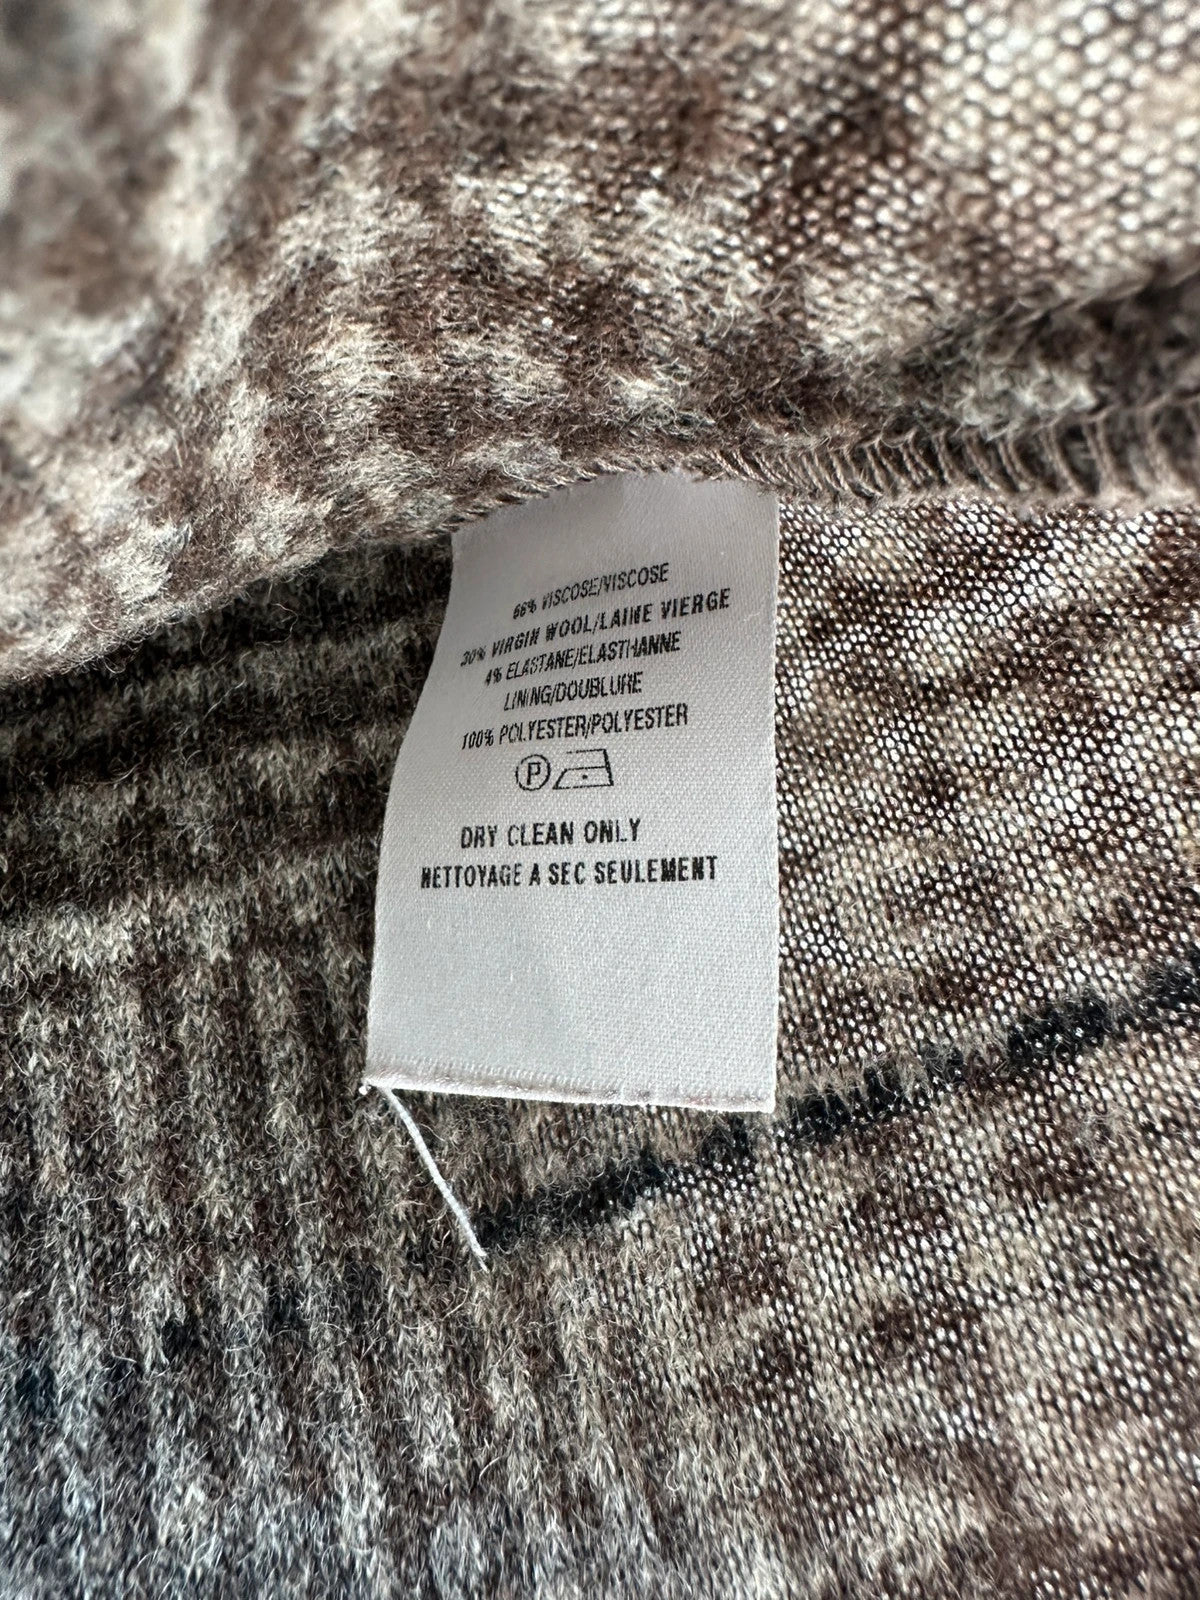 66% VISCOSE/VISCOSE
30% VIRGIN WOOL/LAINE VIERGE
4% ELASTANE/ELASTHANNE
LINING/DOUBLURE
100% POLYESTER/POLYESTER
P
DRY CLEAN ONLY
NETTOYAGE A SEC SEULEMENT